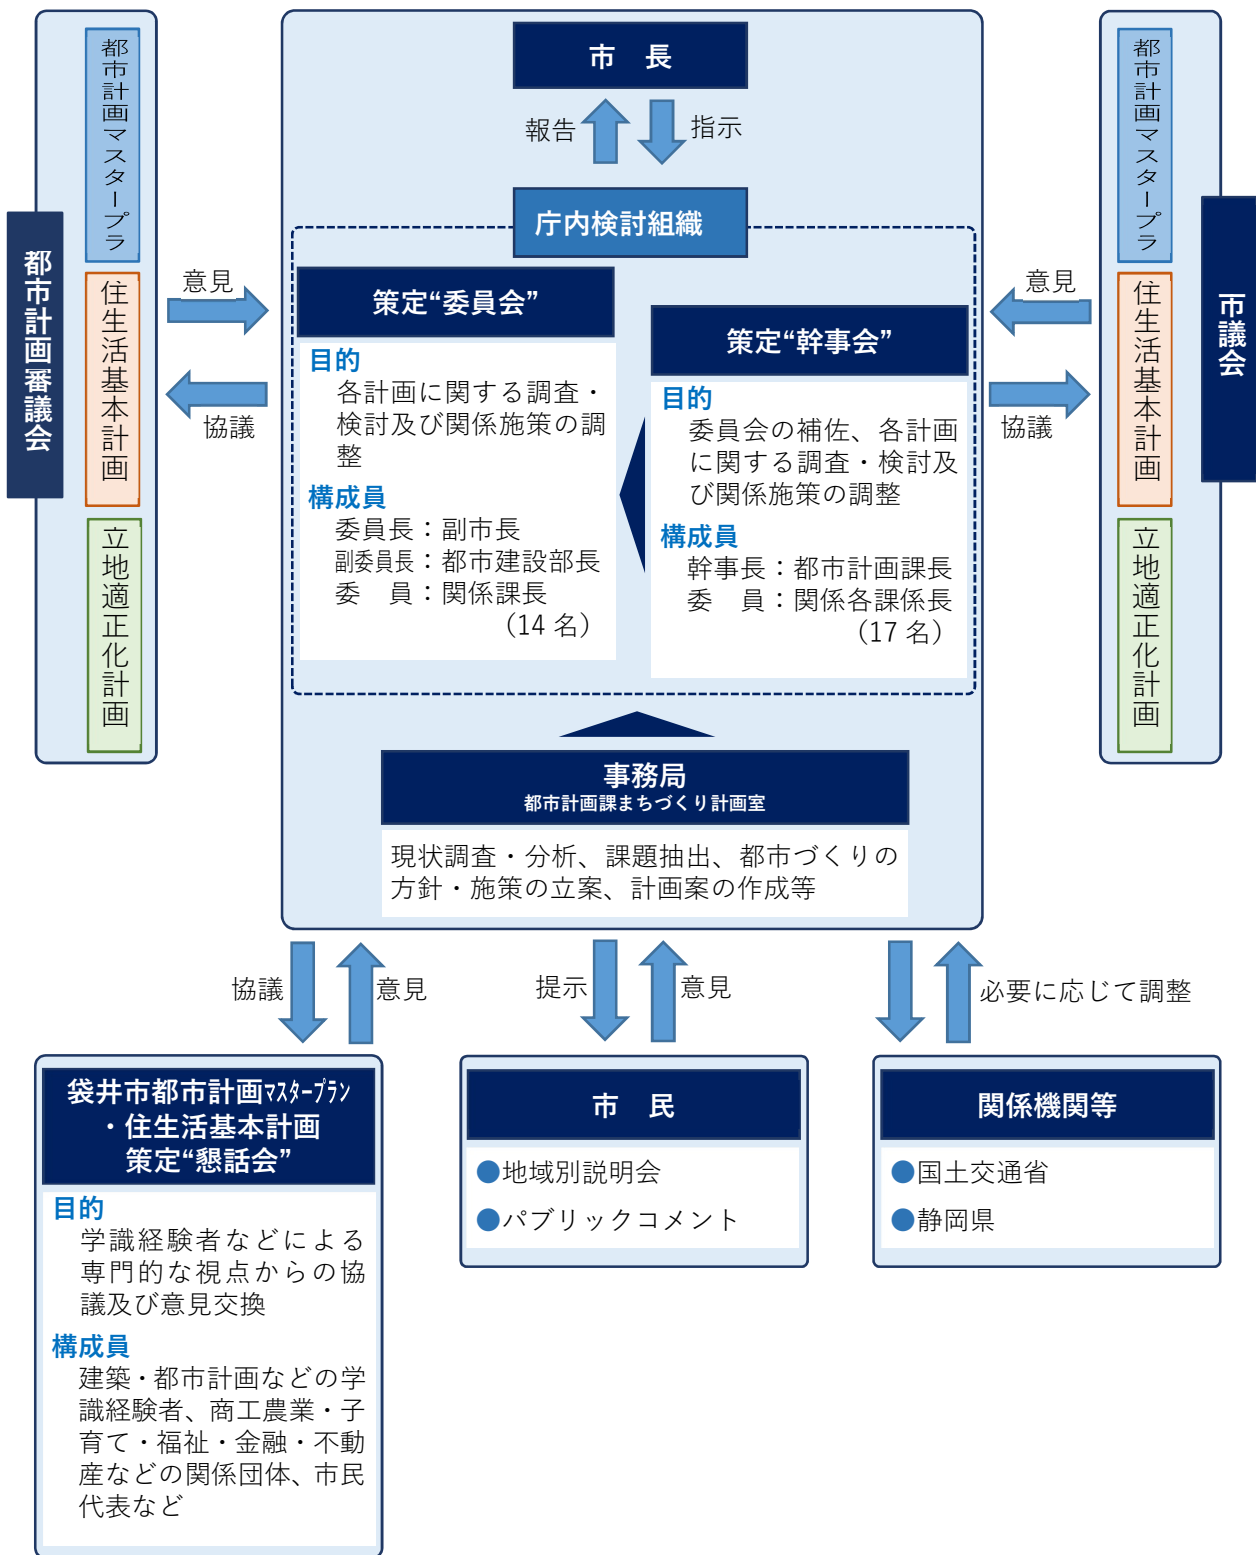 市　長
報告
指示
庁内検討組織
都市計画審議会
都市計画マスタープラ
住生活基本計画
立地適正化計画
意見
協議
策定“委員会”
目的
各計画に関する調査・
検討及び関係施策の調
整
構成員
委員長：副市長
副委員長：都市建設部長
委　員：関係課長
（14 名）
策定“幹事会”
目的
委員会の補佐、各計画
に関する調査・検討及
び関係施策の調整
構成員
幹事長：都市計画課長
委　員：関係各課係長
（17 名）
意見
協議
都市計画マスタープラ
住生活基本計画
立地適正化計画
市議会
事務局
都市計画課まちづくり計画室
現状調査・分析、課題抽出、都市づくりの
方針・施策の立案、計画案の作成等
協議
意見
提示
意見
必要に応じて調整
袋井市都市計画ﾏｽﾀｰﾌﾟﾗﾝ
・住生活基本計画
策定“懇話会”
目的
学識経験者などによる
専門的な視点からの協
議及び意見交換
構成員
建築・都市計画などの学
識経験者、商工農業・子
育て・福祉・金融・不動
産などの関係団体、市民
代表など
市　民
●地域別説明会
●パブリックコメント
関係機関等
●国土交通省
●静岡県